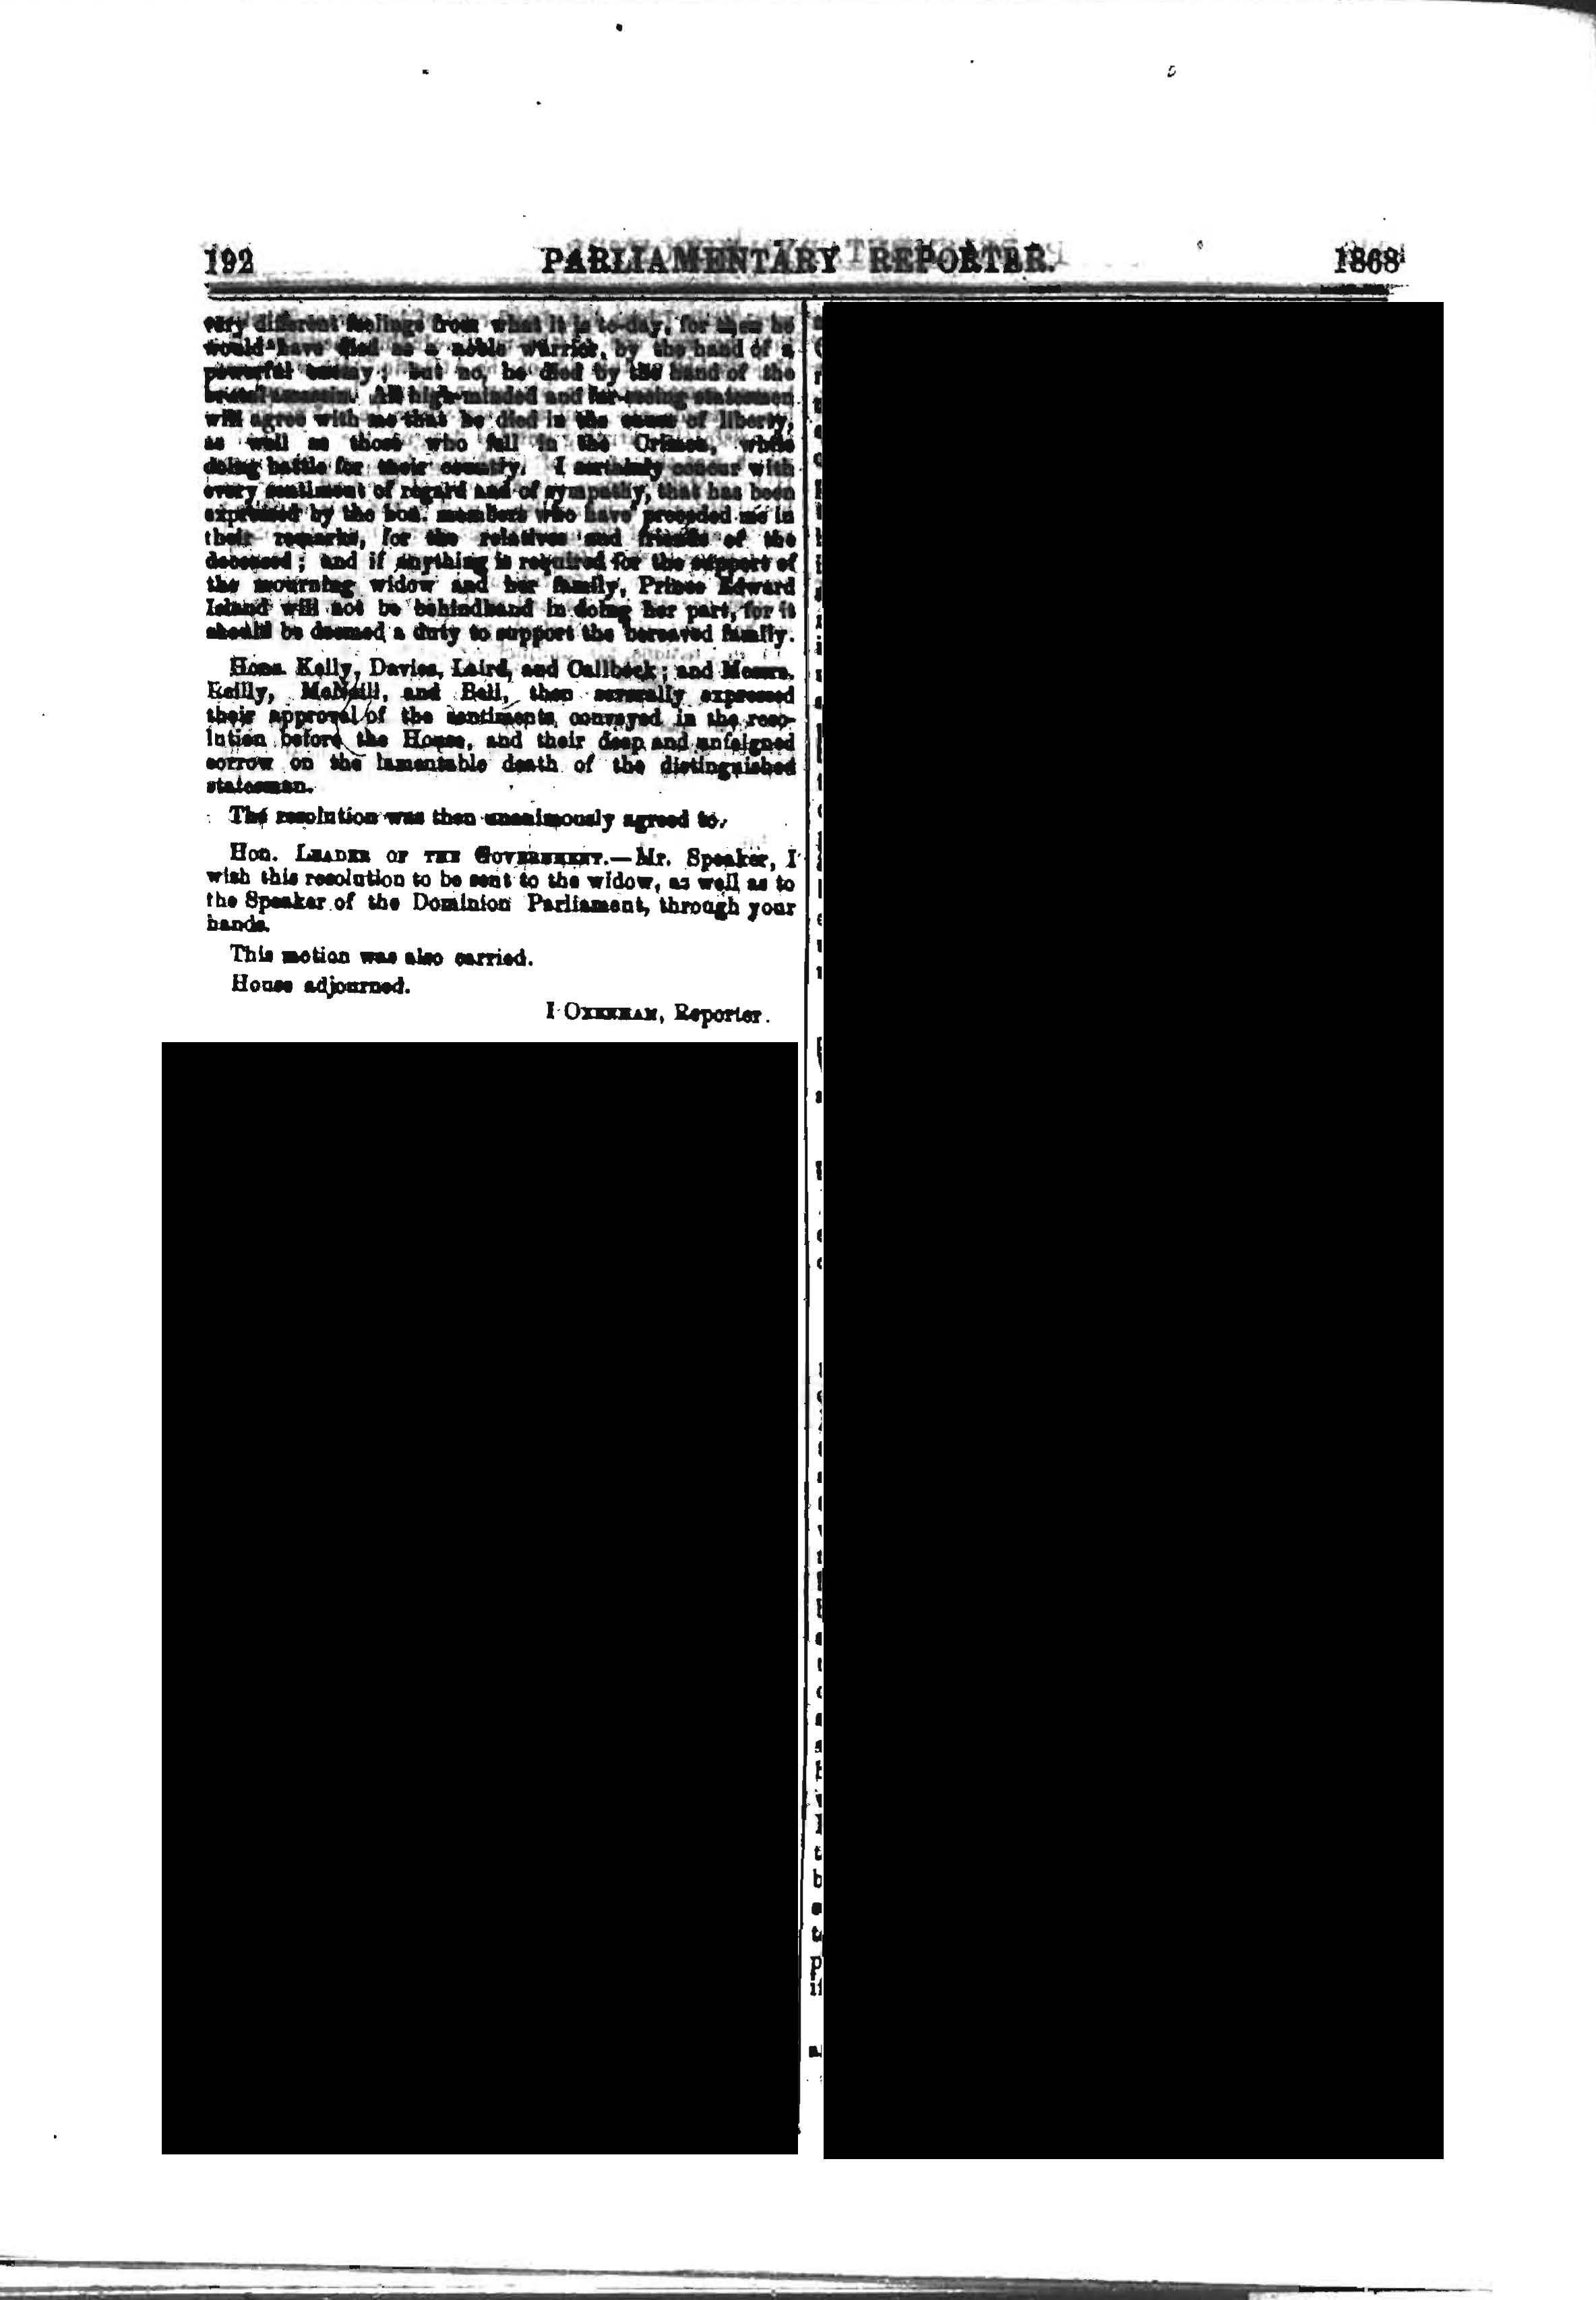 192 PARLIAMENTARY REPORTER. 1868
very different feelings from what it is to-day, for then he
would have died as a noble warrior, by the hand of a
powerful enemy; but no, he died by the hand of the
brutal assassin. All high-minded and far-seeing statesmen
will agree with me that he died in the cause of liberty,
as well as those who fell in the Crimea, while
doing battle for their country. I certainly concur with
every sentiment of regard and of sympathy, that has been
expressed by the hon. members who have preceded me in
their remarks, for the relatives and friends of the
deceased; and if anything is required for the support of
the mourning widow and her family, Prince Edward
Island will not be behindhand in doing her part, for it
should be deemed a duty to support the bereaved family.
Hons. Kelly, Davies, Laird, and Callbeck; and Messrs.
Reilly, McNeill, and Bell, then severally expressed
their approval of the sentiments conveyed in the reso-
lution before the House, and their deep and unfeigned
sorrow on the lamentable death of the distinguished
statesman.
The resolution was then unanimously agreed to.
Hon. LEADER OF THE GOVERNMENT.—Mr. Speaker, I
wish this resolution to be sent to the widow, as well as to
the Speaker of the Dominion Parliament, through your
hands.
This motion was also carried.
House adjourned.
I OXENHAM, Reporter.